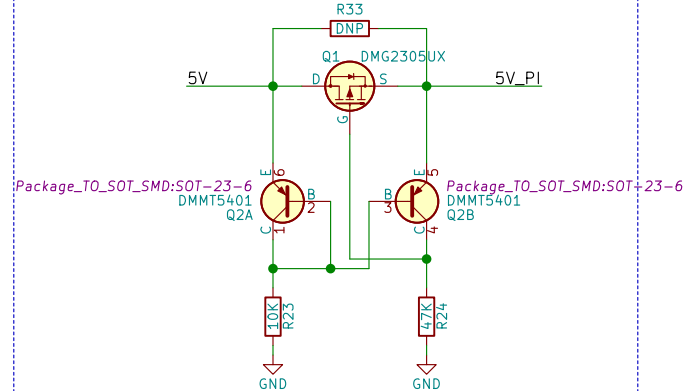 R33
DNP
Q1 DMG2305UX
5V D S 5V_PI
G
E 6 E 5
Package_TO_SOT_SMD:SOT-23-6 Package_TO_SOT_SMD:SOT-23-6
DMMT5401 B B DMMT5401
Q2A 2 3 Q2B
C 1 C 4
10K R23 47K R24
GND GND